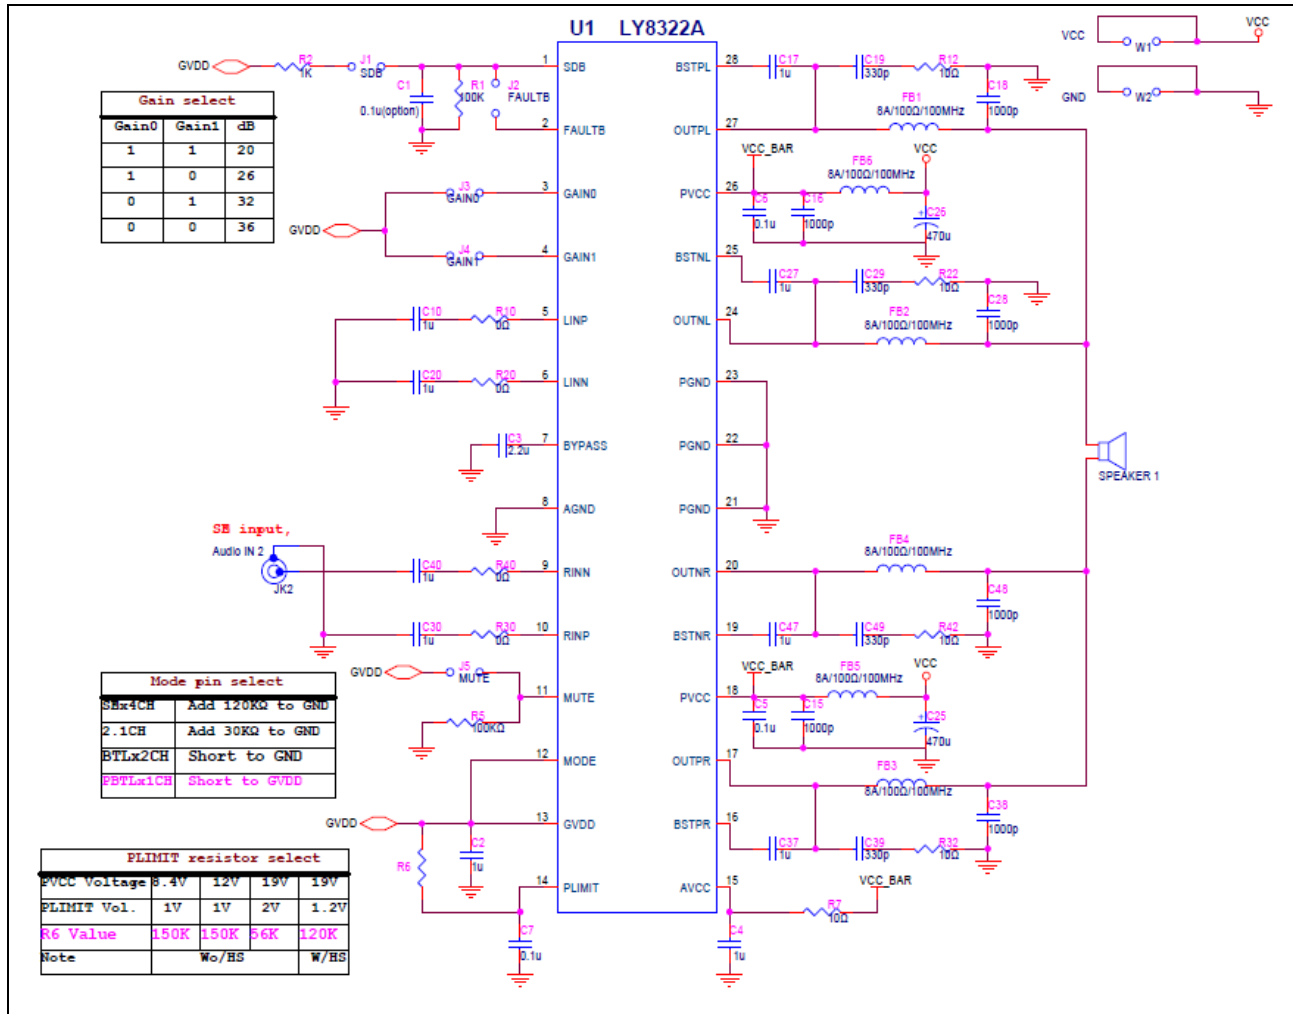 U1 LY8322A
GVDD
R2
1K
J1
SDB
C1
0.1u(option)
R1
100K
J2
FAULTB
1 SDB
2 FAULTB
3 GAIN0
4 GAIN1
5 LINP
6 LINN
7 BYPASS
8 AGND
9 RINN
10 RINP
11 MUTE
12 MODE
13 GVDD
14 PLIMIT
BSTPL 28
OUTPL 27
PVCC 26
BSTNL 25
OUTNL 24
PGND 23
PGND 22
PGND 21
OUTNR 20
BSTNR 19
PVCC 18
OUTPR 17
BSTPR 16
AVCC 15
Gain select
Gain0 Gain1 dB
1 1 20
1 0 26
0 1 32
0 0 36
GVDD
J3
GAIN0
J4
GAIN1
C10
1u
R10
0Ω
C20
1u
R20
0Ω
C3
2.2u
SE input,
Audio IN 2
JK2
C40
1u
R40
0Ω
C30
1u
R30
0Ω
GVDD
J5
MUTE
R5
100KΩ
Mode pin select
SEx4CH Add 120KΩ to GND
2.1CH Add 30KΩ to GND
BTLx2CH Short to GND
PBTLx1CH Short to GVDD
GVDD
R6
C2
1u
C7
0.1u
PLIMIT resistor select
PVCC Voltage 8.4V 12V 19V 19V
PLIMIT Vol. 1V 1V 2V 1.2V
R6 Value 150K 150K 56K 120K
Note Wo/HS W/HS
C17
1u
C19
330p
R12
10Ω
FB1
8A/100Ω/100MHz
C18
1000p
VCC
W1
VCC
GND
W2
VCC_BAR
C6
0.1u
C16
1000p
FB6
8A/100Ω/100MHz
VCC
+
C26
470u
C27
1u
C29
330p
R22
10Ω
FB2
8A/100Ω/100MHz
C28
1000p
SPEAKER 1
FB4
8A/100Ω/100MHz
C48
1000p
C47
1u
C49
330p
R42
10Ω
VCC_BAR
C5
0.1u
C15
1000p
FB5
8A/100Ω/100MHz
VCC
+
C25
470u
FB3
8A/100Ω/100MHz
C38
1000p
C37
1u
C39
330p
R32
10Ω
VCC_BAR
R7
10Ω
C4
1u